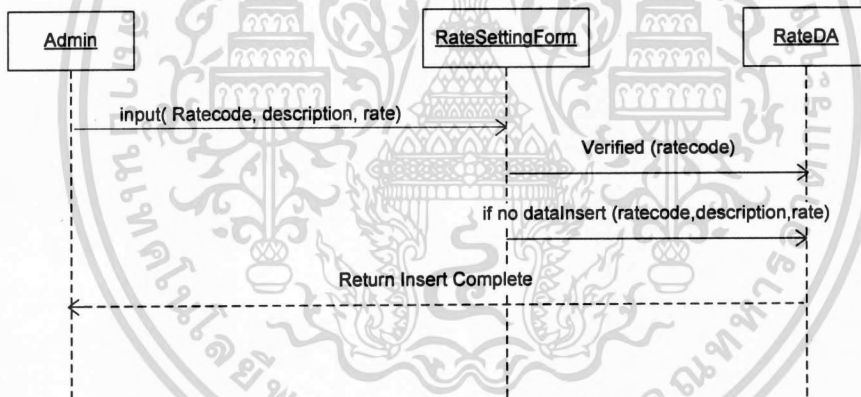 Admin
RateSettingForm
RateDA
input( Ratecode, description, rate)
Verified (ratecode)
if no dataInsert (ratecode,description,rate)
Return Insert Complete